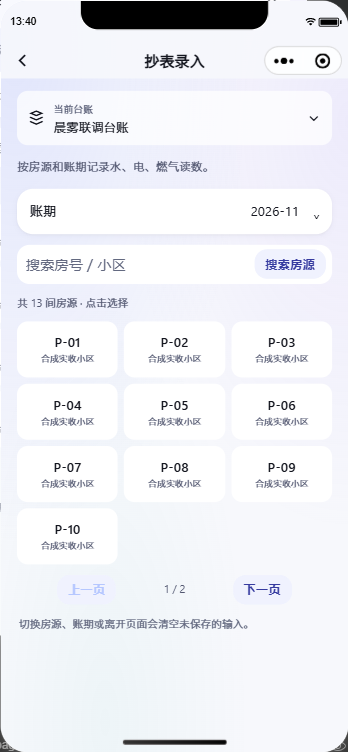 13:40
抄表录入
当前台账
晨雾联调台账
按房源和账期记录水、电、燃气读数。
账期 2026-11
搜索房号 / 小区 搜索房源
共 13 间房源 · 点击选择
P-01 P-02 P-03
合成实收小区 合成实收小区 合成实收小区
P-04 P-05 P-06
合成实收小区 合成实收小区 合成实收小区
P-07 P-08 P-09
合成实收小区 合成实收小区 合成实收小区
P-10
合成实收小区
上一页 1 / 2 下一页
切换房源、账期或离开页面会清空未保存的输入。